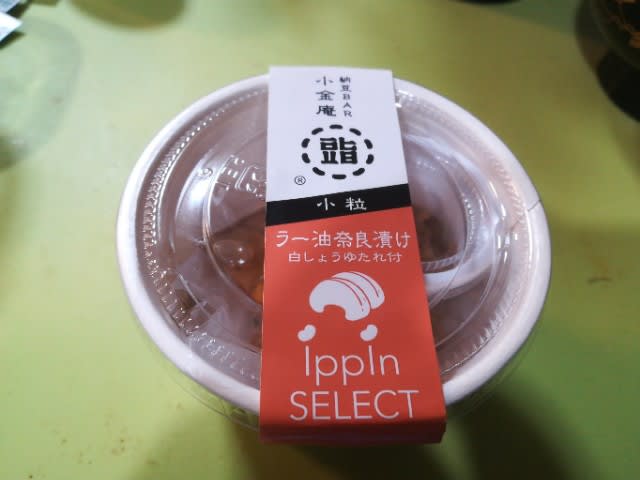 納豆BAR
小金庵
®
小粒
ラー油奈良漬け
白しょうゆたれ付
IppIn
SELECT